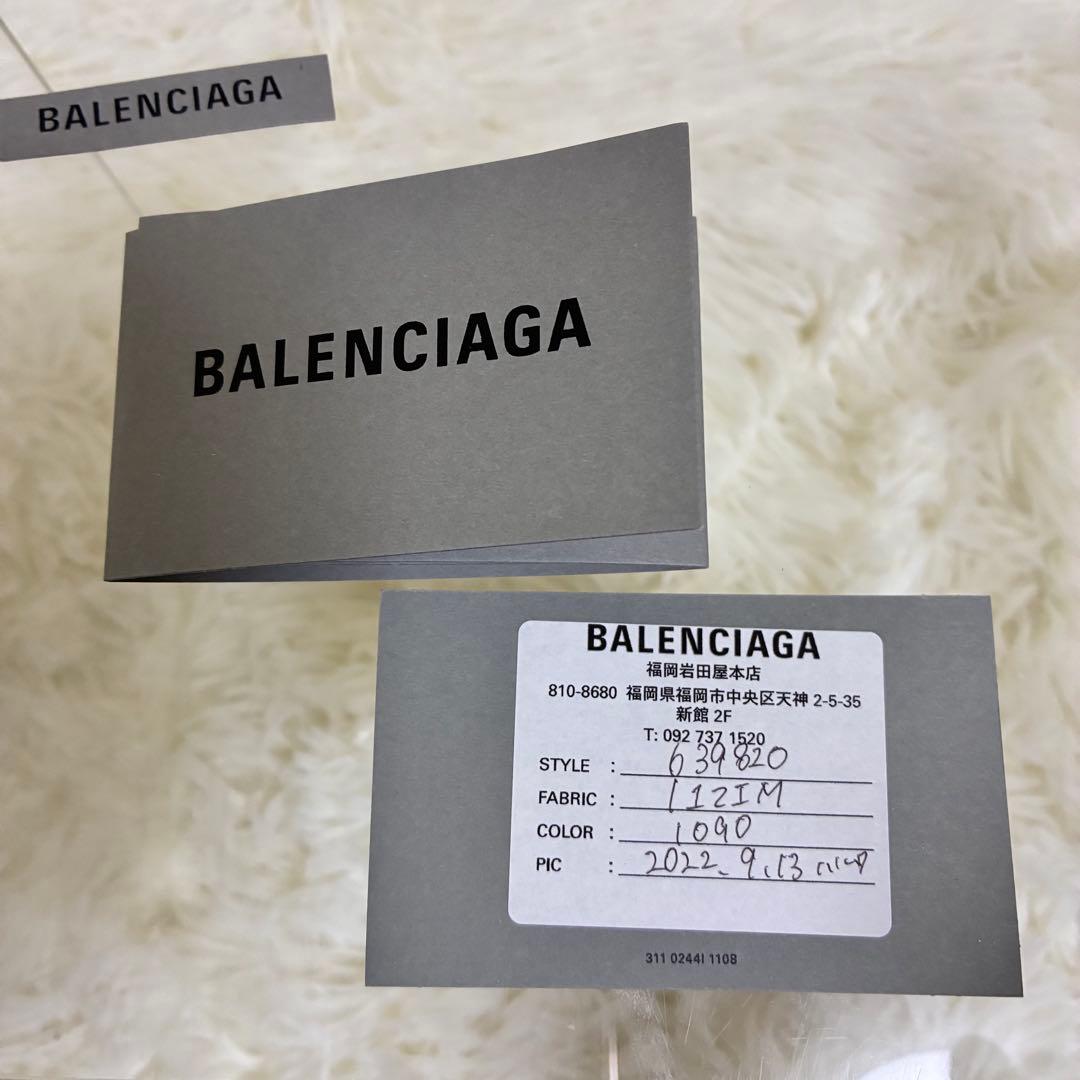 BALENCIAGA
BALENCIAGA
BALENCIAGA
福岡岩田屋本店
810-8680 福岡県福岡市中央区天神 2-5-35
新館 2F
T: 092 737 1520
STYLE : 639820
FABRIC : 112IM
COLOR : 1090
PIC : 2022.9.13
311 02441 1108